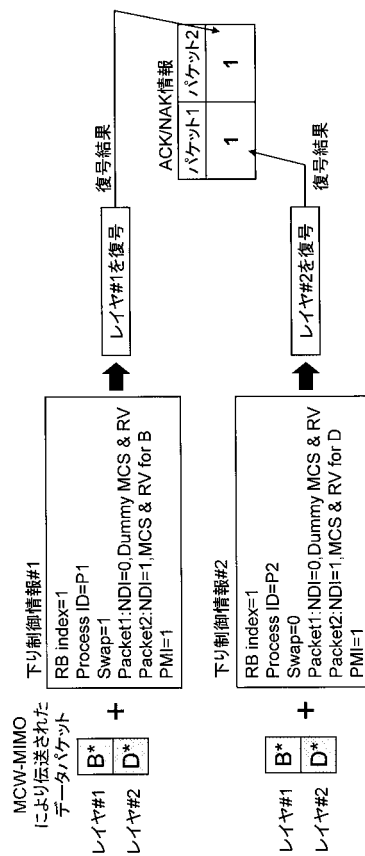 MCW-MIMO
により伝送された
データパケット
レイヤ#1
B*
レイヤ#2
D*
+
下り制御情報#1
RB index=1
Process ID=P1
Swap=1
Packet1:NDI=0,Dummy MCS & RV
Packet2:NDI=1,MCS & RV for B
PMI=1
レイヤ#1を復号
復号結果
レイヤ#1
B*
レイヤ#2
D*
+
下り制御情報#2
RB index=1
Process ID=P2
Swap=0
Packet1:NDI=0,Dummy MCS & RV
Packet2:NDI=1,MCS & RV for D
PMI=1
レイヤ#2を復号
復号結果
ACK/NAK情報
パケット1 パケット2
1 1